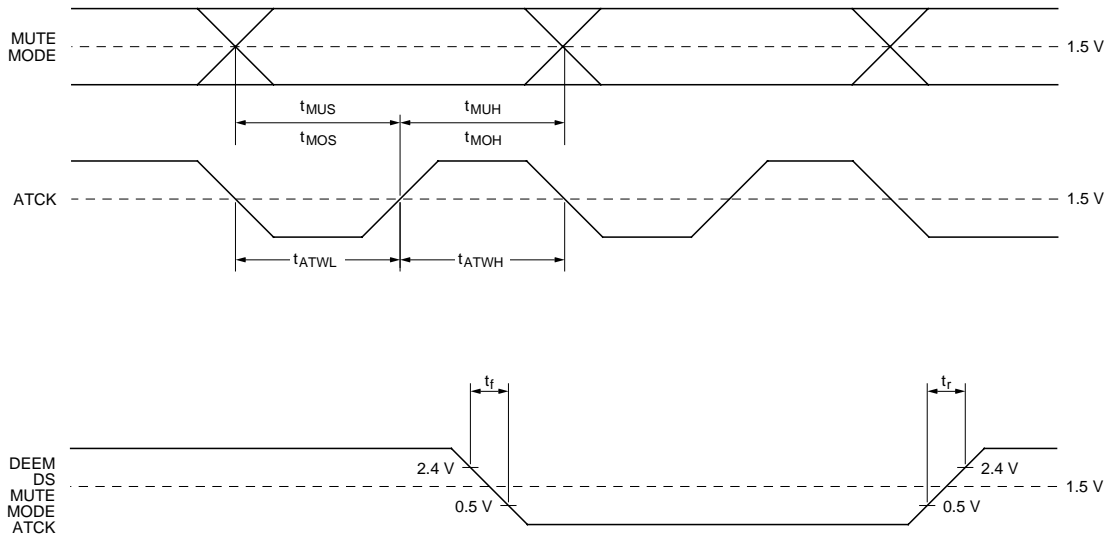 MUTE
MODE
1.5 V
tMUS
tMUH
tMOS
tMOH
ATCK
1.5 V
tATWL
tATWH
tf
tr
DEEM
DS
MUTE
MODE
ATCK
2.4 V
0.5 V
2.4 V
0.5 V
1.5 V